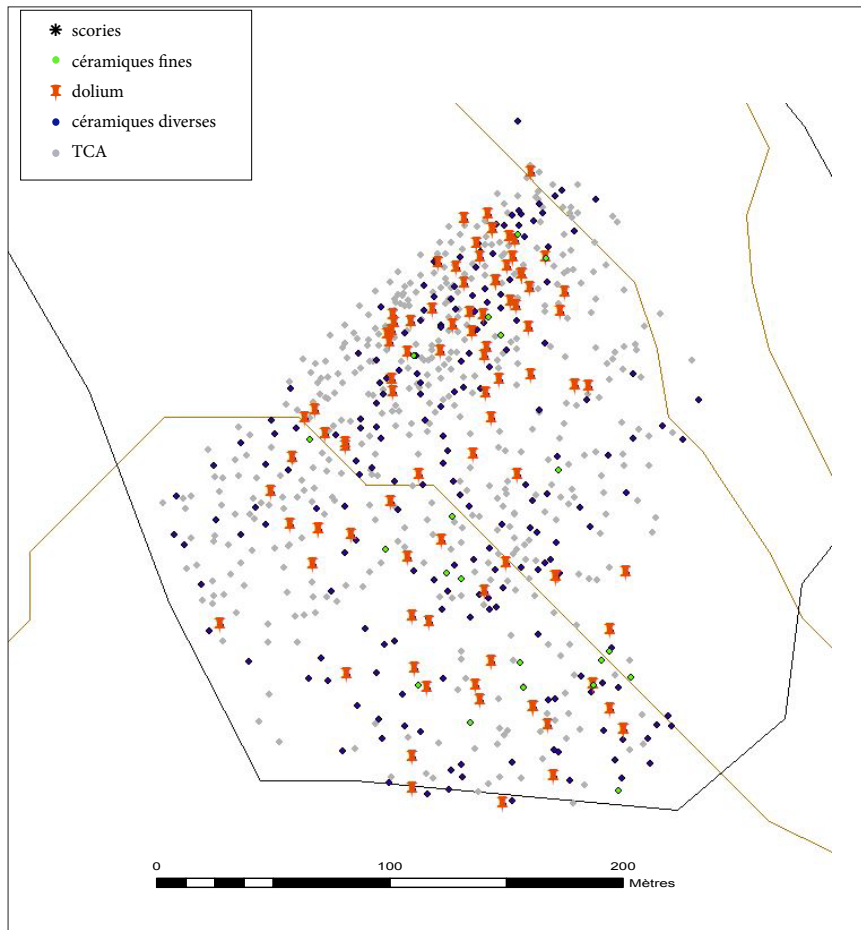 scories
céramiques fines
dolium
céramiques diverses
TCA
0 100 200
Mètres